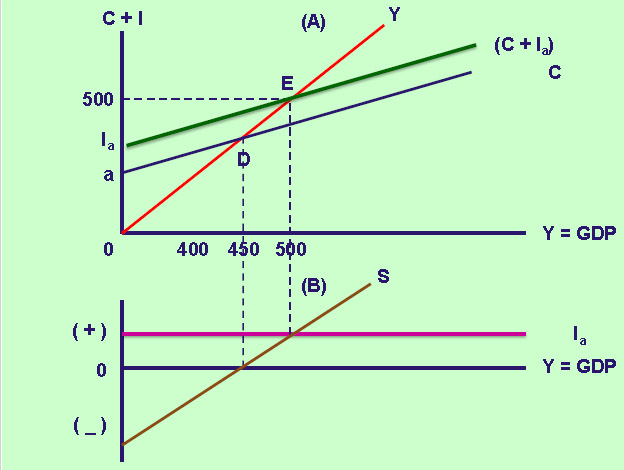 C + I
(A)
Y
(C + Ia)
C
E
500
Ia
D
a
0
400
450
500
Y = GDP
(B)
S
( + )
Ia
0
Y = GDP
( _ )